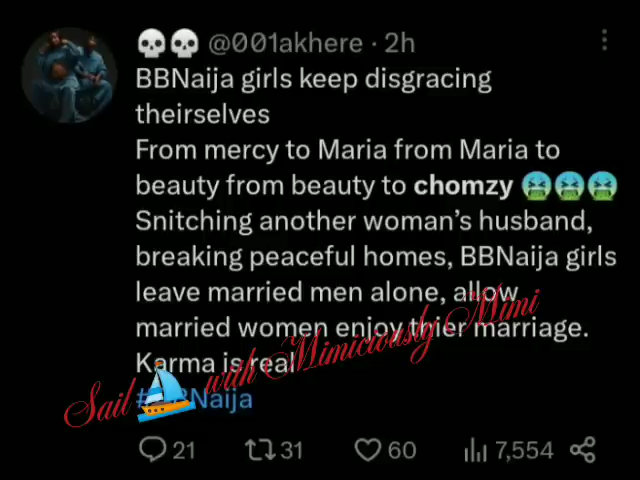 💀💀 @001akhere · 2h
BBNaija girls keep disgracing
theirselves
From mercy to Maria from Maria to
beauty from beauty to chomzy 🤮🤮🤮
Snitching another woman's husband,
breaking peaceful homes, BBNaija girls
leave married men alone, allow
married women enjoy thier marriage.
Karma is real
#BBNaija
Sail ⛵ with Mimiciously Mimi
21 31 60 7,554